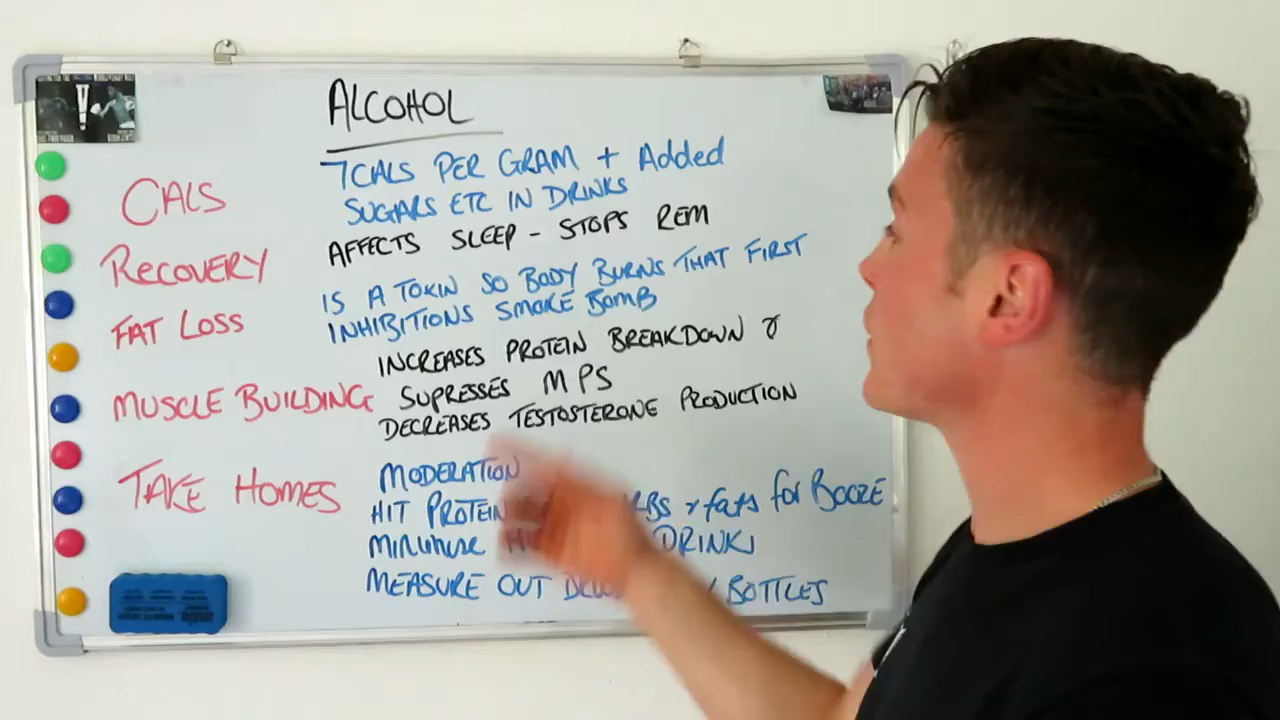 ALCOHOL
CALS
7CALS PER GRAM + Added
SUGARS ETC IN DRINKS
RECOVERY
AFFECTS SLEEP - STOPS REM
FAT LOSS
IS A TOXIN SO BODY BURNS THAT FIRST
INHIBITIONS SMOKE BOMB
MUSCLE BUILDING
INCREASES PROTEIN BREAKDOWN &
SUPRESSES MPS
DECREASES TESTOSTERONE PRODUCTION
TAKE HOMES
MODERATION
HIT PROTEIN & fats for BOOZE
MINIMISE DRINKS
MEASURE OUT BOTTLES